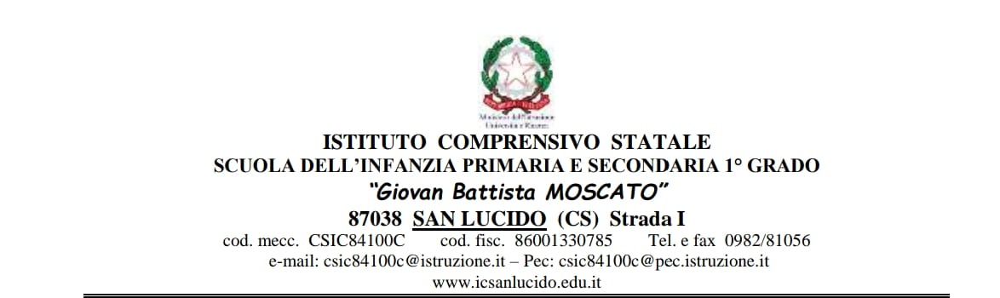 Ministero dell'Istruzione
Università e Ricerca
ISTITUTO COMPRENSIVO STATALE
SCUOLA DELL’INFANZIA PRIMARIA E SECONDARIA 1° GRADO
“Giovan Battista MOSCATO”
87038 SAN LUCIDO (CS) Strada I
cod. mecc. CSIC84100C cod. fisc. 86001330785 Tel. e fax 0982/81056
e-mail: csic84100c@istruzione.it – Pec: csic84100c@pec.istruzione.it
www.icsanlucido.edu.it